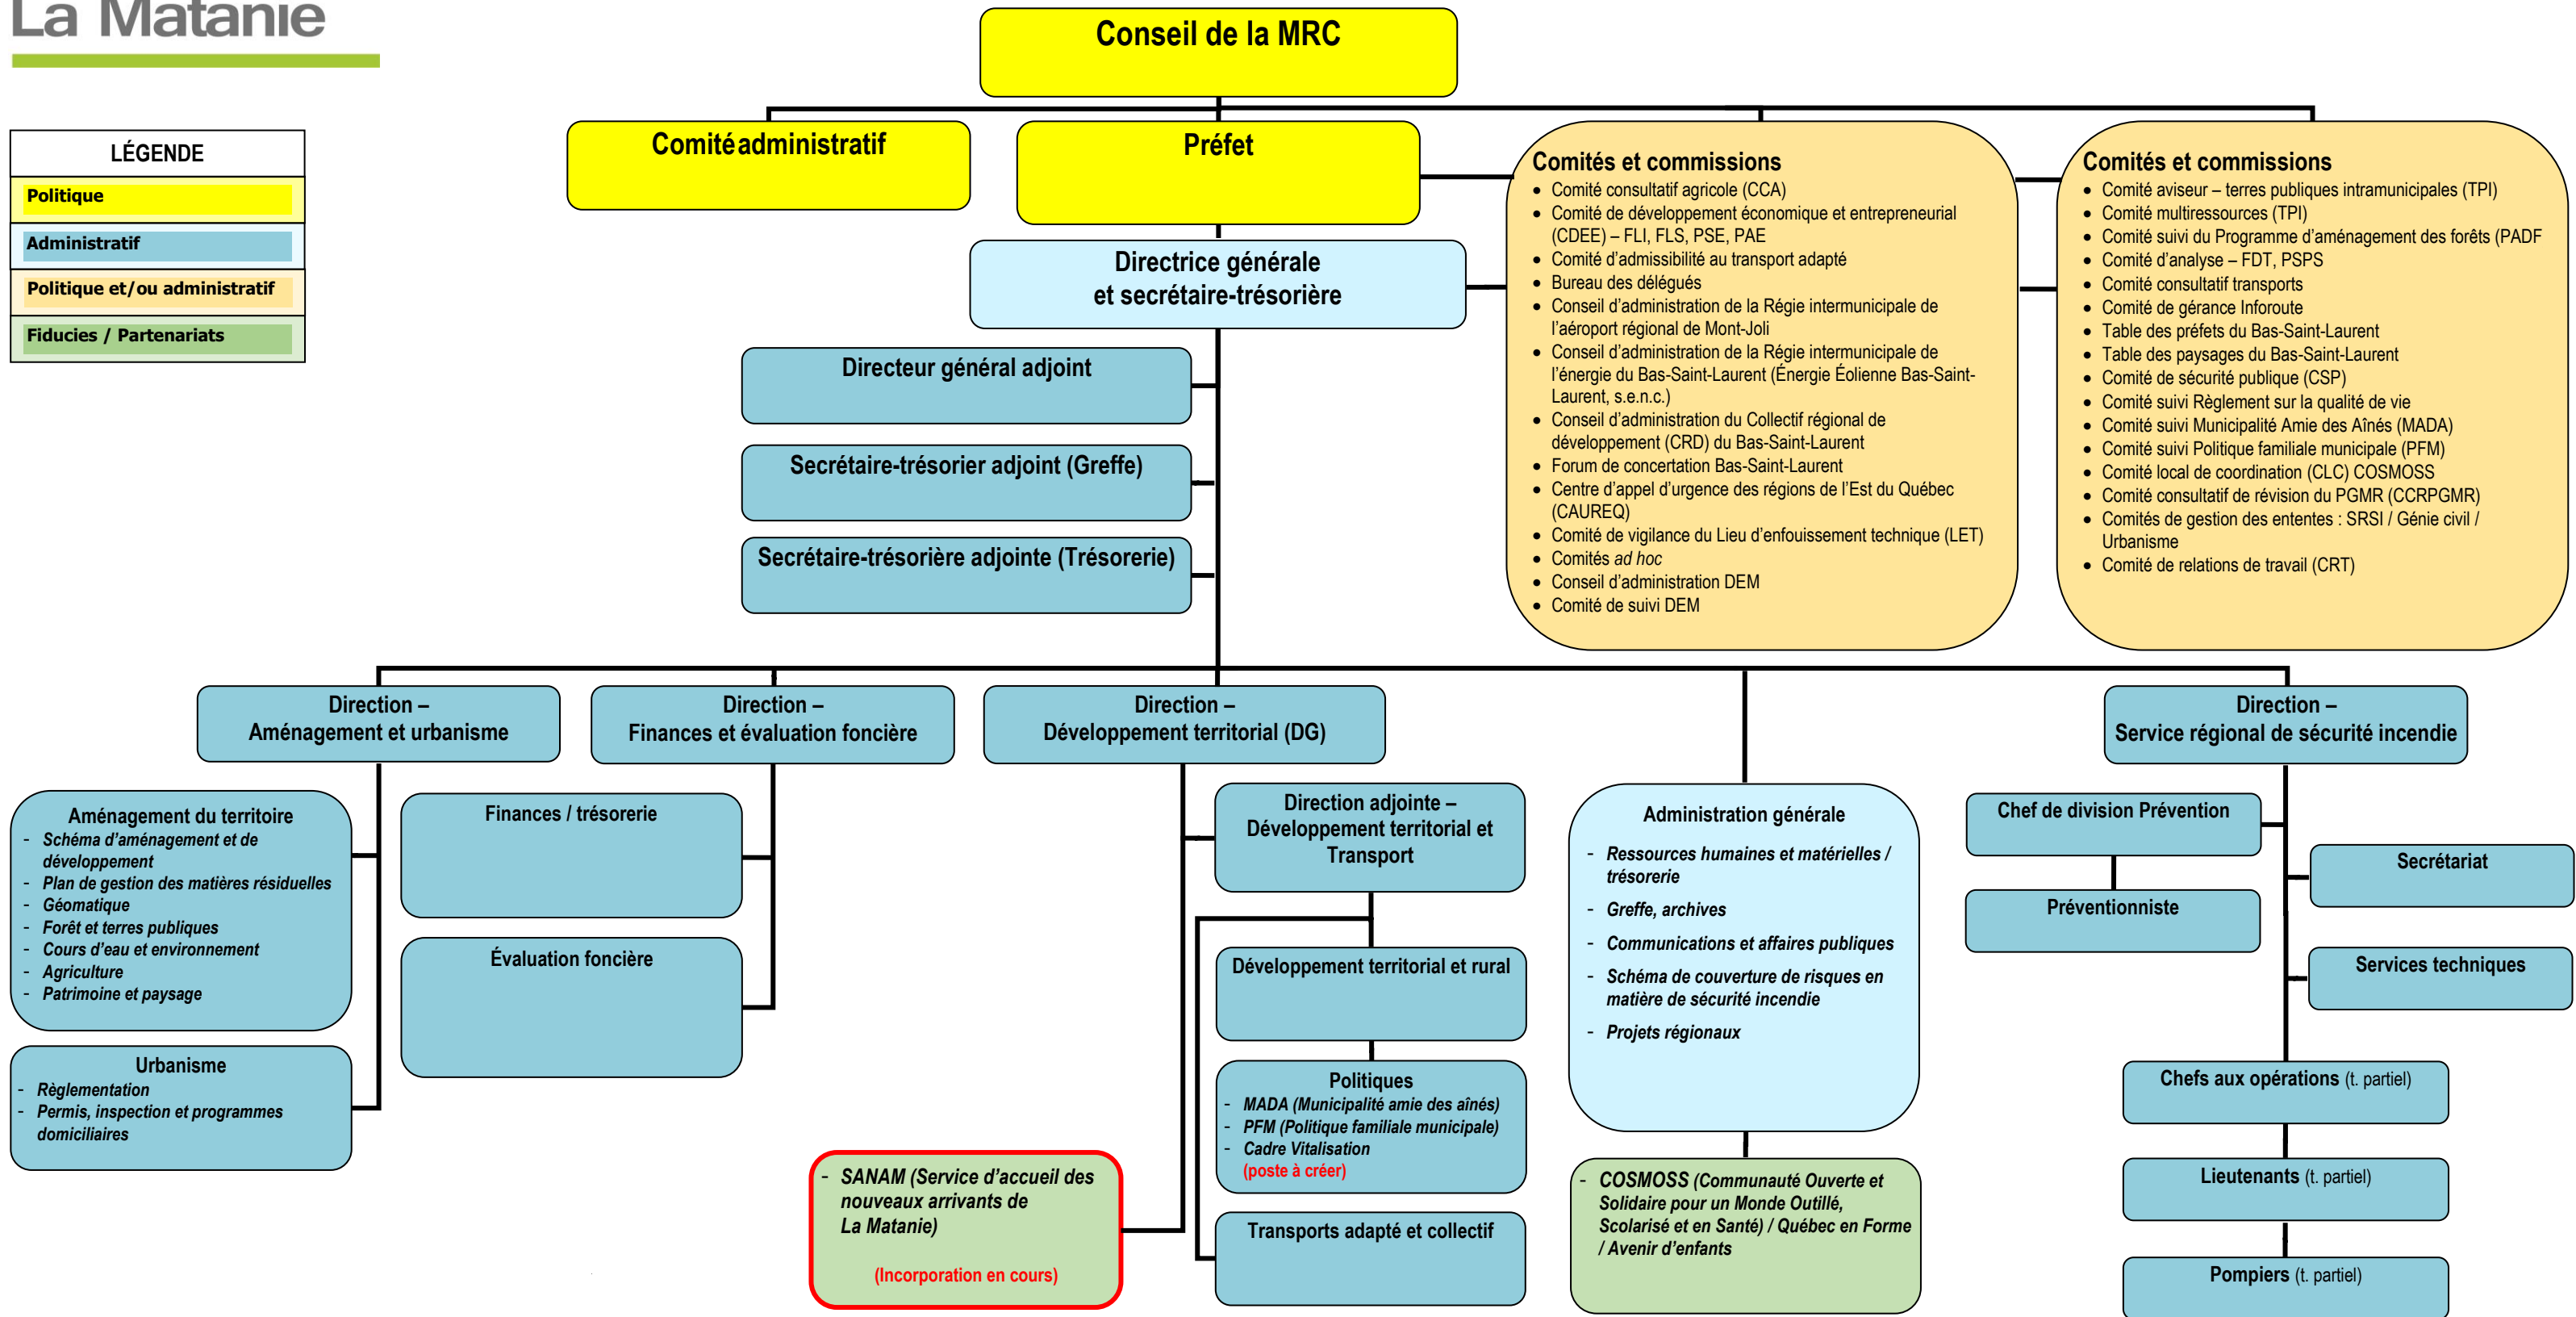 La Matanie
Conseil de la MRC
LÉGENDE
Politique
Administratif
Politique et/ou administratif
Fiducies / Partenariats
Comité administratif
Préfet
Directrice générale
et secrétaire-trésorière
Directeur général adjoint
Secrétaire-trésorier adjoint (Greffe)
Secrétaire-trésorière adjointe (Trésorerie)
Comités et commissions
• Comité consultatif agricole (CCA)
• Comité de développement économique et entrepreneurial
(CDEE) – FLI, FLS, PSE, PAE
• Comité d'admissibilité au transport adapté
• Bureau des délégués
• Conseil d'administration de la Régie intermunicipale de
l'aéroport régional de Mont-Joli
• Conseil d'administration de la Régie intermunicipale de
l'énergie du Bas-Saint-Laurent (Énergie Éolienne Bas-Saint-
Laurent, s.e.n.c.)
• Conseil d'administration du Collectif régional de
développement (CRD) du Bas-Saint-Laurent
• Forum de concertation Bas-Saint-Laurent
• Centre d'appel d'urgence des régions de l'Est du Québec
(CAUREQ)
• Comité de vigilance du Lieu d'enfouissement technique (LET)
• Comités ad hoc
• Conseil d'administration DEM
• Comité de suivi DEM
Comités et commissions
• Comité aviseur – terres publiques intramunicipales (TPI)
• Comité multiressources (TPI)
• Comité suivi du Programme d'aménagement des forêts (PADF
• Comité d'analyse – FDT, PSPS
• Comité consultatif transports
• Comité de gérance Inforoute
• Table des préfets du Bas-Saint-Laurent
• Table des paysages du Bas-Saint-Laurent
• Comité de sécurité publique (CSP)
• Comité suivi Règlement sur la qualité de vie
• Comité suivi Municipalité Amie des Aînés (MADA)
• Comité suivi Politique familiale municipale (PFM)
• Comité local de coordination (CLC) COSMOSS
• Comité consultatif de révision du PGMR (CCRPGMR)
• Comités de gestion des ententes : SRSI / Génie civil /
Urbanisme
• Comité de relations de travail (CRT)
Direction –
Aménagement et urbanisme
Aménagement du territoire
- Schéma d'aménagement et de
développement
- Plan de gestion des matières résiduelles
- Géomatique
- Forêt et terres publiques
- Cours d'eau et environnement
- Agriculture
- Patrimoine et paysage
Urbanisme
- Règlementation
- Permis, inspection et programmes
domiciliaires
Direction –
Finances et évaluation foncière
Finances / trésorerie
Évaluation foncière
Direction –
Développement territorial (DG)
Direction adjointe –
Développement territorial et
Transport
Développement territorial et rural
Politiques
- MADA (Municipalité amie des aînés)
- PFM (Politique familiale municipale)
- Cadre Vitalisation
(poste à créer)
Transports adapté et collectif
- SANAM (Service d'accueil des
nouveaux arrivants de
La Matanie)
(Incorporation en cours)
Administration générale
- Ressources humaines et matérielles /
trésorerie
- Greffe, archives
- Communications et affaires publiques
- Schéma de couverture de risques en
matière de sécurité incendie
- Projets régionaux
- COSMOSS (Communauté Ouverte et
Solidaire pour un Monde Outillé,
Scolarisé et en Santé) / Québec en Forme
/ Avenir d'enfants
Direction –
Service régional de sécurité incendie
Chef de division Prévention
Préventionniste
Secrétariat
Services techniques
Chefs aux opérations (t. partiel)
Lieutenants (t. partiel)
Pompiers (t. partiel)